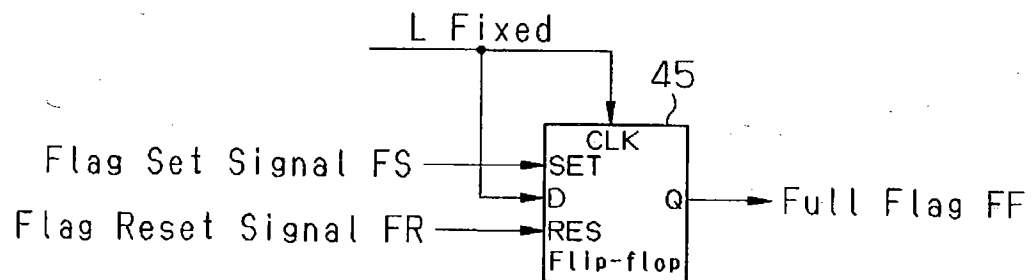 L Fixed
45
CLK
Flag Set Signal FS
SET
D
Q
Full Flag FF
Flag Reset Signal FR
RES
Flip-flop